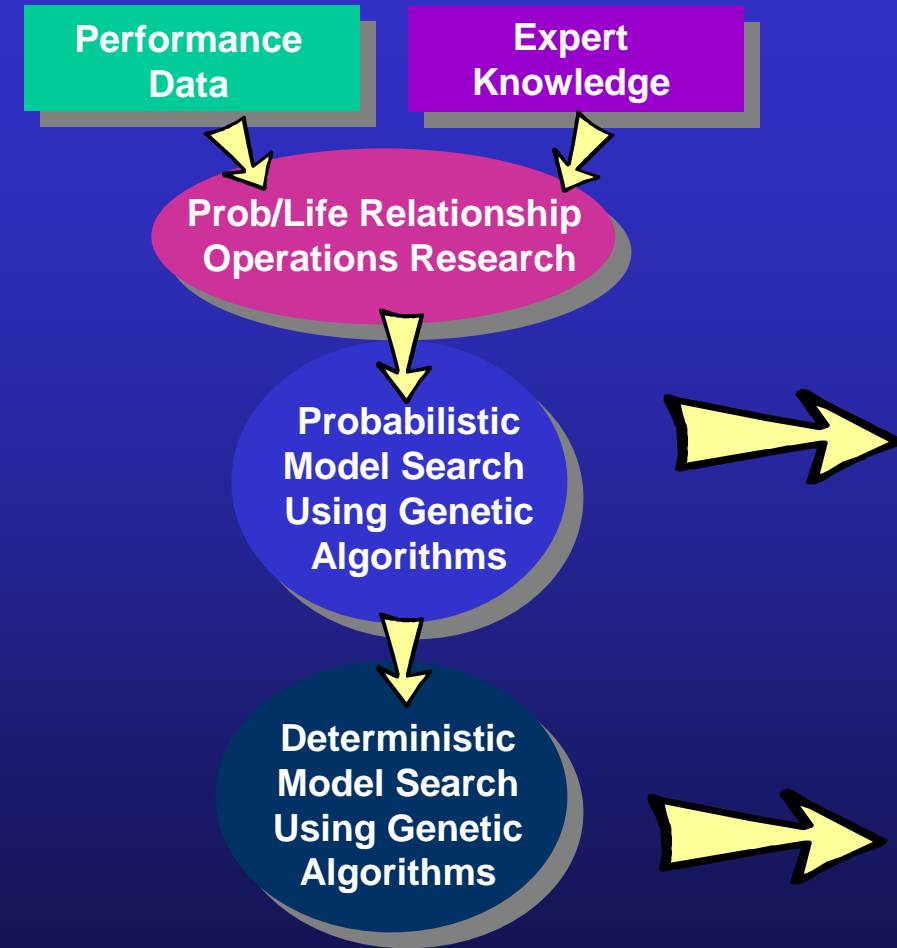 Performance
Data
Expert
Knowledge
Prob/Life Relationship
Operations Research
Probabilistic
Model Search
Using Genetic
Algorithms
Deterministic
Model Search
Using Genetic
Algorithms